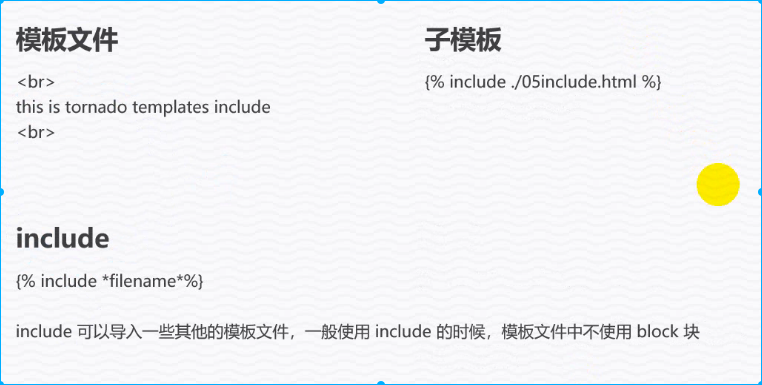 模板文件
<br>
this is tornado templates include
<br>
子模板
{% include ./05include.html %}
include
{% include *filename*%}
include 可以导入一些其他的模板文件，一般使用 include 的时候，模板文件中不使用 block 块